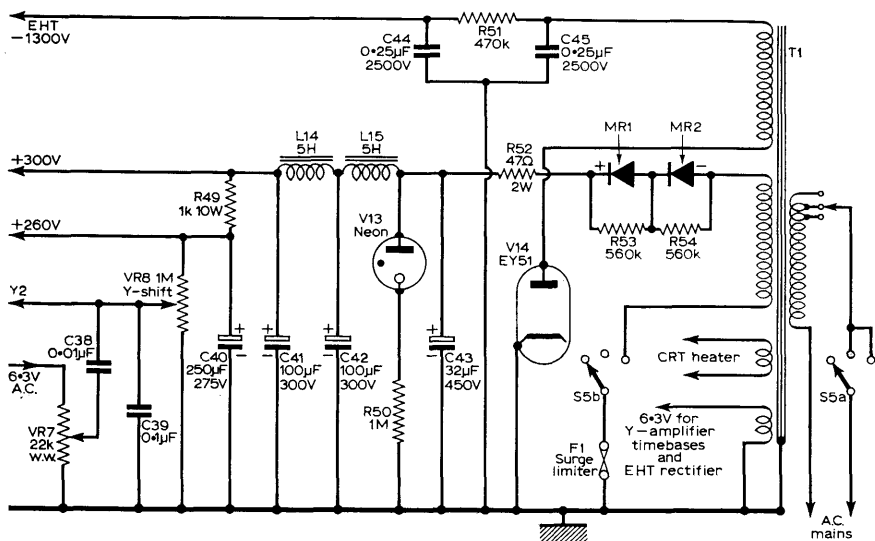 EHT
−1300V
C44
0·25µF
2500V
R51
470k
C45
0·25µF
2500V
T1
+300V
L14
5H
L15
5H
R52
47Ω
2W
MR1
MR2
+
−
R49
1k 10W
V13
Neon
R53
560k
R54
560k
+260V
VR8 1M
Y-shift
V14
EY51
Y2
C38
0·01µF
+
−
C40
250µF
275V
+
−
C41
100µF
300V
+
−
C42
100µF
300V
+
−
C43
32µF
450V
CRT heater
6·3V
A.C.
VR7
22k
w.w.
C39
0·1µF
R50
1M
S5b
S5a
F1
Surge
limiter
6·3V for
Y-amplifier
timebases
and
EHT rectifier
A.C.
mains